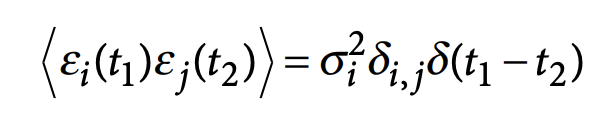 ⟨εᵢ(t₁)εⱼ(t₂)⟩ = σᵢ²δᵢ,ⱼδ(t₁ − t₂)